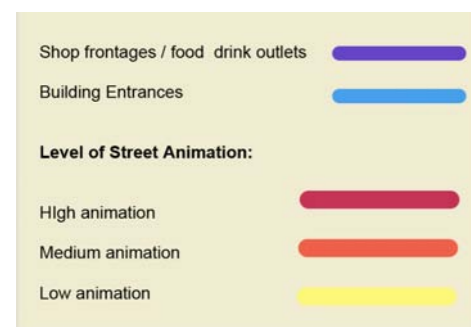 Shop frontages / food drink outlets
Building Entrances
Level of Street Animation:
HIgh animation
Medium animation
Low animation